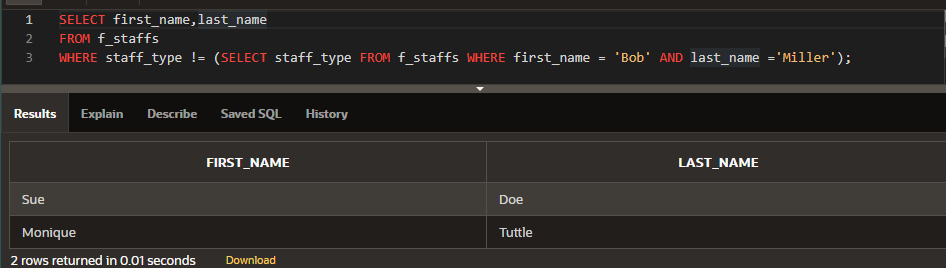 1 SELECT first_name,last_name
2 FROM f_staffs
3 WHERE staff_type != (SELECT staff_type FROM f_staffs WHERE first_name = 'Bob' AND last_name ='Miller');
Results Explain Describe Saved SQL History
FIRST_NAME LAST_NAME
Sue Doe
Monique Tuttle
2 rows returned in 0.01 seconds Download